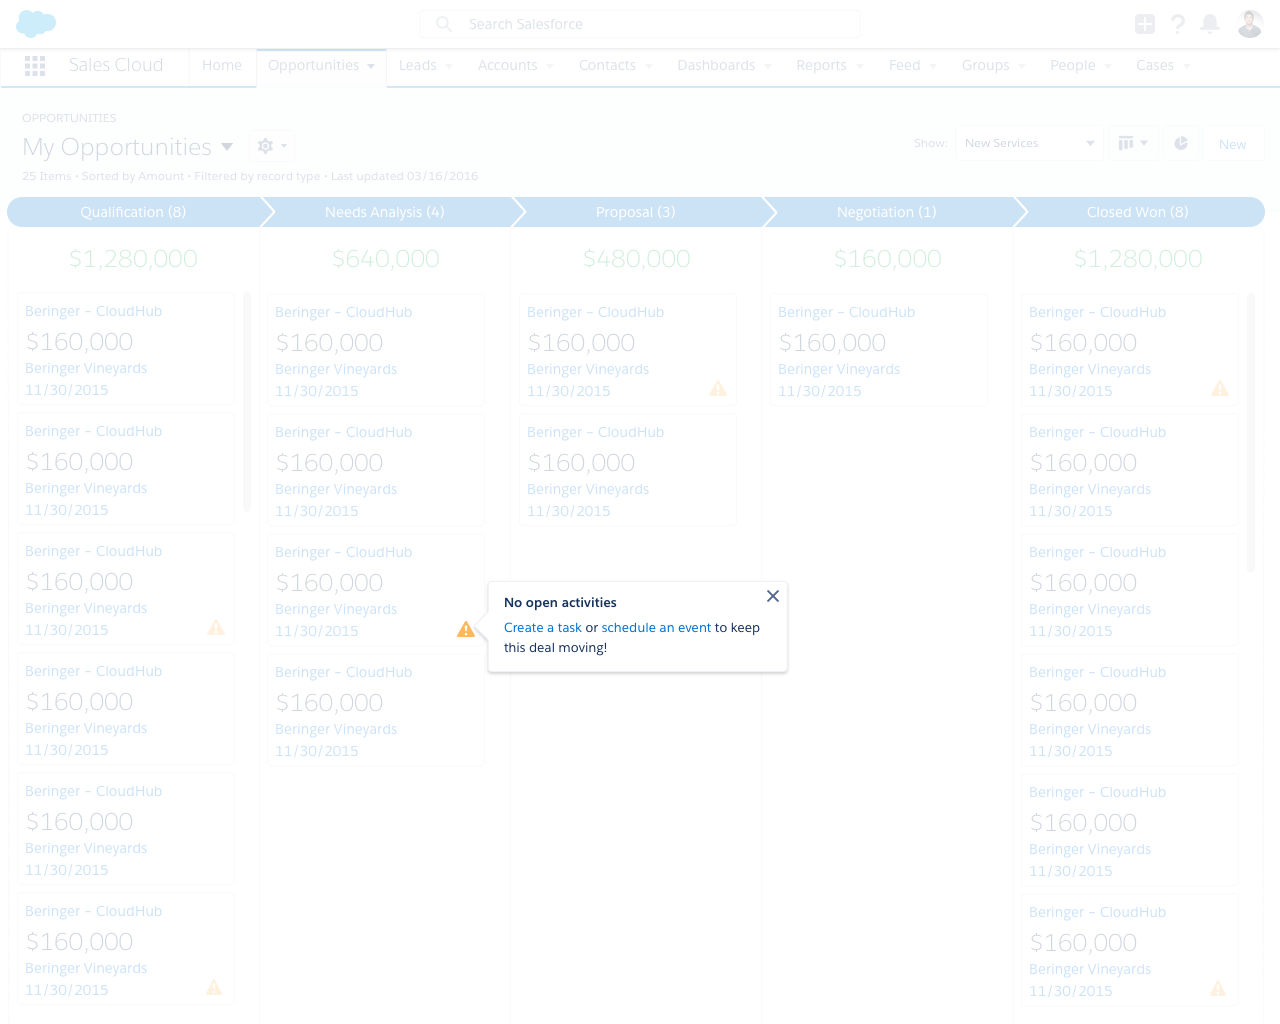 Search Salesforce
Sales Cloud
Home
Opportunities
Leads
Accounts
Contacts
Dashboards
Reports
Feed
Groups
People
Cases
OPPORTUNITIES
My Opportunities
25 Items • Sorted by Amount • Filtered by record type • Last updated 03/16/2016
Show:
New Services
New
Qualification (8)
Needs Analysis (4)
Proposal (3)
Negotiation (1)
Closed Won (8)
$1,280,000
$640,000
$480,000
$160,000
$1,280,000
Beringer – CloudHub
$160,000
Beringer Vineyards
11/30/2015
Beringer – CloudHub
$160,000
Beringer Vineyards
11/30/2015
Beringer – CloudHub
$160,000
Beringer Vineyards
11/30/2015
Beringer – CloudHub
$160,000
Beringer Vineyards
11/30/2015
Beringer – CloudHub
$160,000
Beringer Vineyards
11/30/2015
Beringer – CloudHub
$160,000
Beringer Vineyards
11/30/2015
Beringer – CloudHub
$160,000
Beringer Vineyards
11/30/2015
Beringer – CloudHub
$160,000
Beringer Vineyards
11/30/2015
Beringer – CloudHub
$160,000
Beringer Vineyards
11/30/2015
Beringer – CloudHub
$160,000
Beringer Vineyards
11/30/2015
Beringer – CloudHub
$160,000
Beringer Vineyards
11/30/2015
Beringer – CloudHub
$160,000
Beringer Vineyards
11/30/2015
Beringer – CloudHub
$160,000
Beringer Vineyards
11/30/2015
Beringer – CloudHub
$160,000
Beringer Vineyards
11/30/2015
Beringer – CloudHub
$160,000
Beringer Vineyards
11/30/2015
Beringer – CloudHub
$160,000
Beringer Vineyards
11/30/2015
Beringer – CloudHub
$160,000
Beringer Vineyards
11/30/2015
Beringer – CloudHub
$160,000
Beringer Vineyards
11/30/2015
Beringer – CloudHub
$160,000
Beringer Vineyards
11/30/2015
No open activities
Create a task or schedule an event to keep
this deal moving!